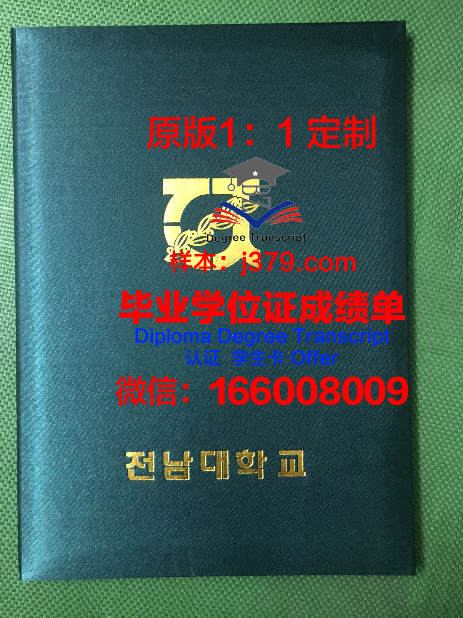 原版1：1 定制
Degree Transcript
样本：j379.com
毕业学位证成绩单
Diploma Degree Transcript
认证 学生卡 Offer
微信：166008009
전남대학교